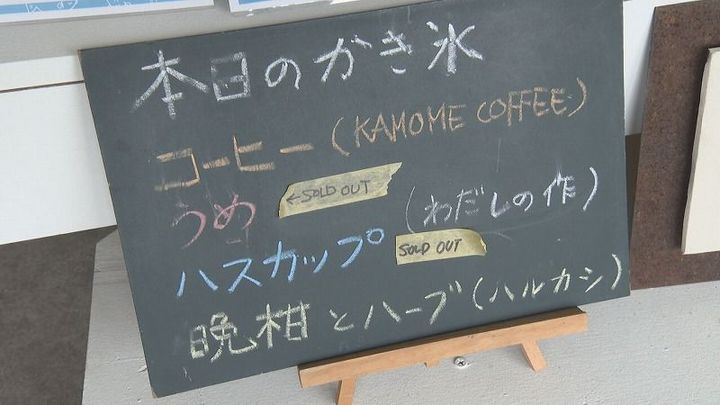 本日のかき氷
コーヒー(KAMOME COFFEE)
うめ ←SOLD OUT (わだしの作)
ハスカップ SOLD OUT
晩柑とハーブ(ハルカシ)